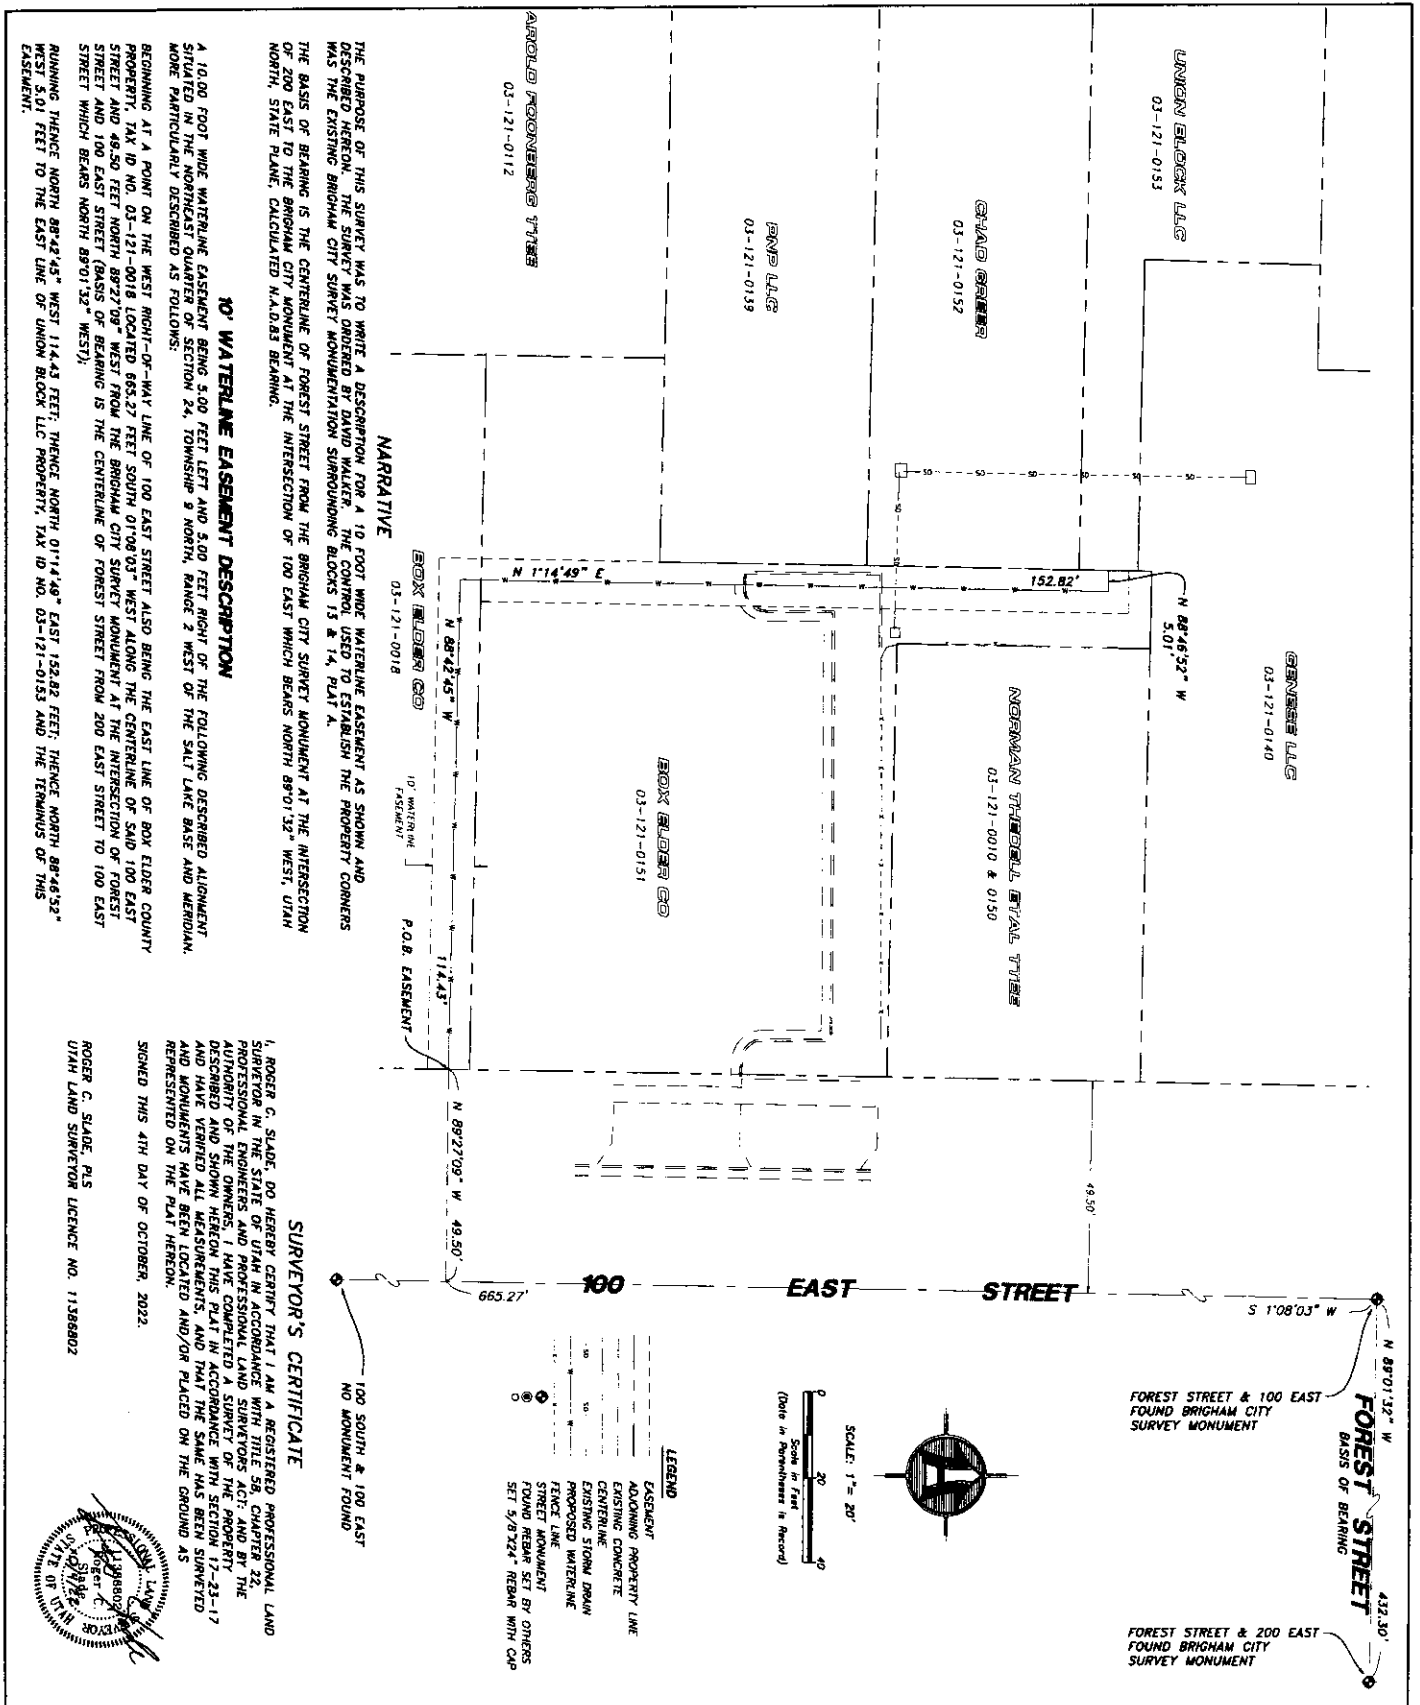 UNION BLOCK LLC
03-121-0153
CHAD GREER
03-121-0152
PNP LLC
03-121-0139
AROLD FOONBERG TTEE
03-121-0112
GENESE LLC
03-121-0140
NORMAN THEDELL ETAL TTEE
03-121-0010 & 0150
BOX ELDER CO
03-121-0151
BOX ELDER CO
03-121-0018
N 88°46'52" W
5.01'
152.82'
N 1°14'49" E
N 88°42'45" W
114.43'
10' WATERLINE
EASEMENT
P.O.B. EASEMENT
N 89°27'09" W 49.50'
49.50'
665.27'
100 EAST STREET
S 1°08'03" W
N 89°01'32" W
432.30'
FOREST STREET
BASIS OF BEARING
FOREST STREET & 100 EAST
FOUND BRIGHAM CITY
SURVEY MONUMENT
FOREST STREET & 200 EAST
FOUND BRIGHAM CITY
SURVEY MONUMENT
100 SOUTH & 100 EAST
NO MONUMENT FOUND
SCALE: 1"= 20'
0 20 40
Scale in Feet
(Data in Parentheses is Record)
LEGEND
EASEMENT
ADJOINING PROPERTY LINE
EXISTING CONCRETE
CENTERLINE
EXISTING STORM DRAIN
PROPOSED WATERLINE
FENCE LINE
STREET MONUMENT
FOUND REBAR SET BY OTHERS
SET 5/8"X24" REBAR WITH CAP
NARRATIVE
THE PURPOSE OF THIS SURVEY WAS TO WRITE A DESCRIPTION FOR A 10 FOOT WIDE WATERLINE EASEMENT AS SHOWN AND
DESCRIBED HEREON. THE SURVEY WAS ORDERED BY DAVID WALKER. THE CONTROL USED TO ESTABLISH THE PROPERTY CORNERS
WAS THE EXISTING BRIGHAM CITY SURVEY MONUMENTATION SURROUNDING BLOCKS 13 & 14, PLAT A.
THE BASIS OF BEARING IS THE CENTERLINE OF FOREST STREET FROM THE BRIGHAM CITY SURVEY MONUMENT AT THE INTERSECTION
OF 200 EAST TO THE BRIGHAM CITY MONUMENT AT THE INTERSECTION OF 100 EAST WHICH BEARS NORTH 89°01'32" WEST, UTAH
NORTH, STATE PLANE, CALCULATED N.A.D.83 BEARING.
10' WATERLINE EASEMENT DESCRIPTION
A 10.00 FOOT WIDE WATERLINE EASEMENT BEING 5.00 FEET LEFT AND 5.00 FEET RIGHT OF THE FOLLOWING DESCRIBED ALIGNMENT
SITUATED IN THE NORTHEAST QUARTER OF SECTION 24, TOWNSHIP 9 NORTH, RANGE 2 WEST OF THE SALT LAKE BASE AND MERIDIAN.
MORE PARTICULARLY DESCRIBED AS FOLLOWS:
BEGINNING AT A POINT ON THE WEST RIGHT-OF-WAY LINE OF 100 EAST STREET ALSO BEING THE EAST LINE OF BOX ELDER COUNTY
PROPERTY, TAX ID NO. 03-121-0018 LOCATED 665.27 FEET SOUTH 01°08'03" WEST ALONG THE CENTERLINE OF SAID 100 EAST
STREET AND 49.50 FEET NORTH 89°27'09" WEST FROM THE BRIGHAM CITY SURVEY MONUMENT AT THE INTERSECTION OF FOREST
STREET AND 100 EAST STREET (BASIS OF BEARING IS THE CENTERLINE OF FOREST STREET FROM 200 EAST STREET TO 100 EAST
STREET WHICH BEARS NORTH 89°01'32" WEST);
RUNNING THENCE NORTH 88°42'45" WEST 114.43 FEET; THENCE NORTH 01°14'49" EAST 152.82 FEET; THENCE NORTH 88°46'52"
WEST 5.01 FEET TO THE EAST LINE OF UNION BLOCK LLC PROPERTY, TAX ID NO. 03-121-0153 AND THE TERMINUS OF THIS
EASEMENT.
SURVEYOR'S CERTIFICATE
I, ROGER C. SLADE, DO HEREBY CERTIFY THAT I AM A REGISTERED PROFESSIONAL LAND
SURVEYOR IN THE STATE OF UTAH IN ACCORDANCE WITH TITLE 58, CHAPTER 22,
PROFESSIONAL ENGINEERS AND PROFESSIONAL LAND SURVEYORS ACT; AND BY THE
AUTHORITY OF THE OWNERS, I HAVE COMPLETED A SURVEY OF THE PROPERTY
DESCRIBED AND SHOWN HEREON THIS PLAT IN ACCORDANCE WITH SECTION 17-23-17
AND HAVE VERIFIED ALL MEASUREMENTS, AND THAT THE SAME HAS BEEN SURVEYED
AND MONUMENTS HAVE BEEN LOCATED AND/OR PLACED ON THE GROUND AS
REPRESENTED ON THE PLAT HEREON.
SIGNED THIS 4TH DAY OF OCTOBER, 2022.
ROGER C. SLADE, PLS
UTAH LAND SURVEYOR LICENCE NO. 11386802
PROFESSIONAL LAND SURVEYOR
11386802
Roger C.
Slade
STATE OF UTAH